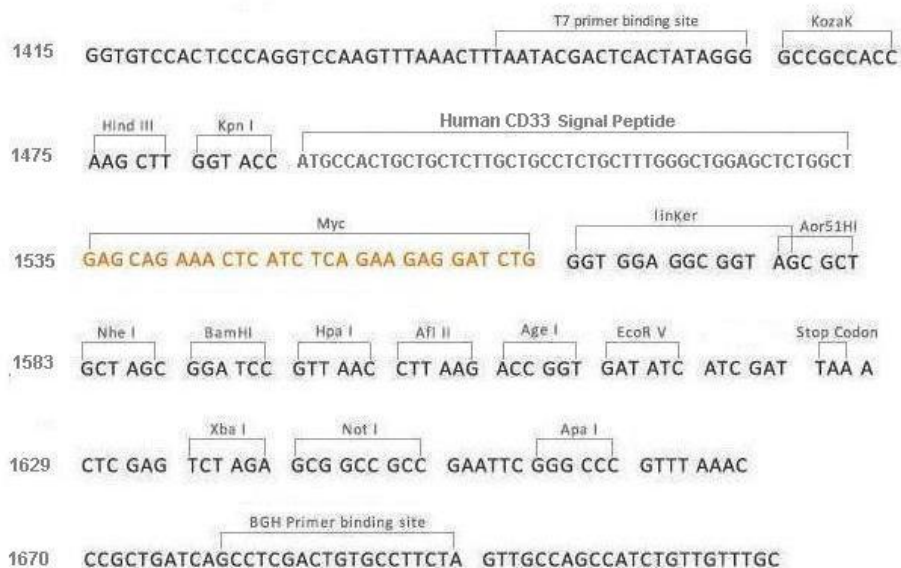 T7 primer binding site KozaK
1415 GGTGTCCACTCCCAGGTCCAAGTTTAAACTTTAATACGACTCACTATAGGG GCCGCCACC
Hind III Kpn I Human CD33 Signal Peptide
1475 AAG CTT GGT ACC ATGCCACTGCTGCTCTTGCTGCCTCTGCTTTGGGCTGGAGCTCTGGCT
Myc linKer Aor51HI
1535 GAG CAG AAA CTC ATC TCA GAA GAG GAT CTG GGT GGA GGC GGT AGC GCT
Nhe I BamHI Hpa I Afl II Age I EcoR V Stop Codon
1583 GCT AGC GGA TCC GTT AAC CTT AAG ACC GGT GAT ATC ATC GAT TAA A
Xba I Not I Apa I
1629 CTC GAG TCT AGA GCG GCCGCC GAATTC GGG CCC GTTT AAAC
BGH Primer binding site
1670 CCGCTGATCAGCCTCGACTGTGCCTTCTA GTTGCCAGCCATCTGTTGTTTGC